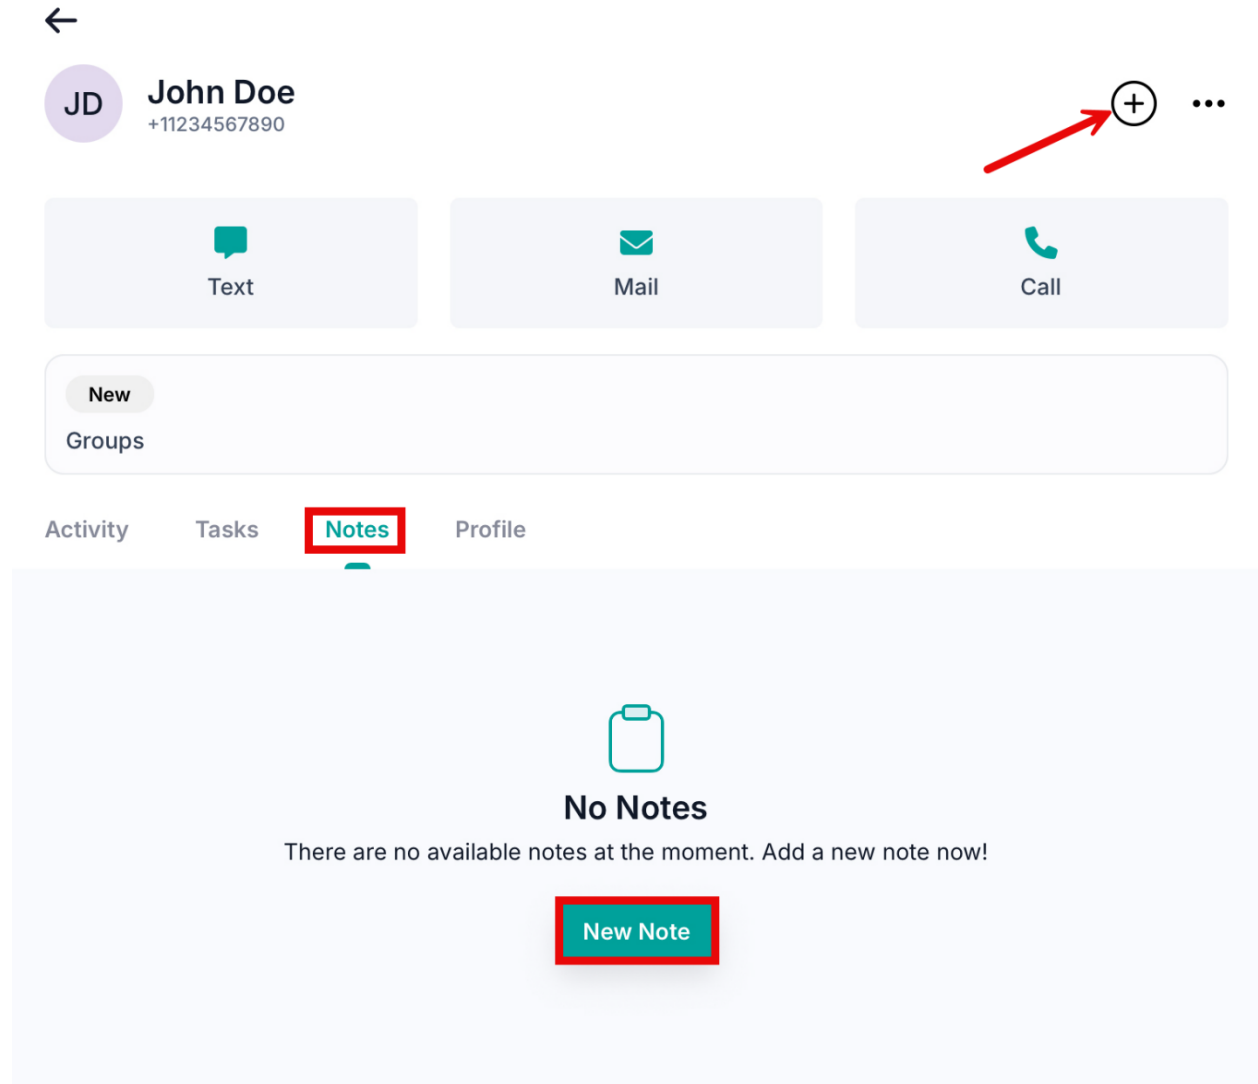 JD
John Doe
+11234567890
Text
Mail
Call
New
Groups
Activity Tasks Notes Profile
No Notes
There are no available notes at the moment. Add a new note now!
New Note